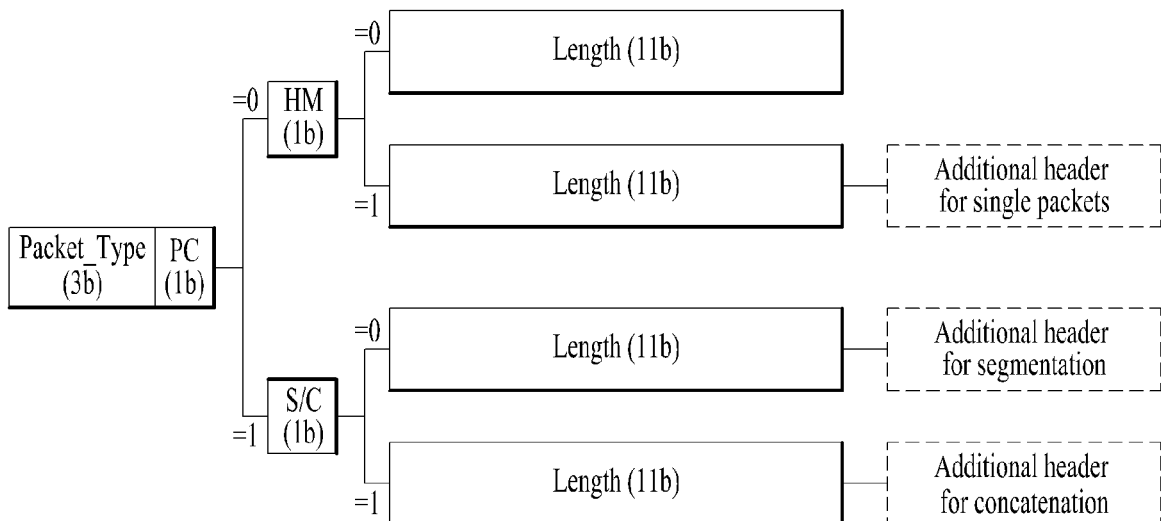 Packet_Type
(3b)
PC
(1b)
=0
HM
(1b)
=0
Length (11b)
=1
Length (11b)
Additional header
for single packets
=1
S/C
(1b)
=0
Length (11b)
Additional header
for segmentation
=1
Length (11b)
Additional header
for concatenation